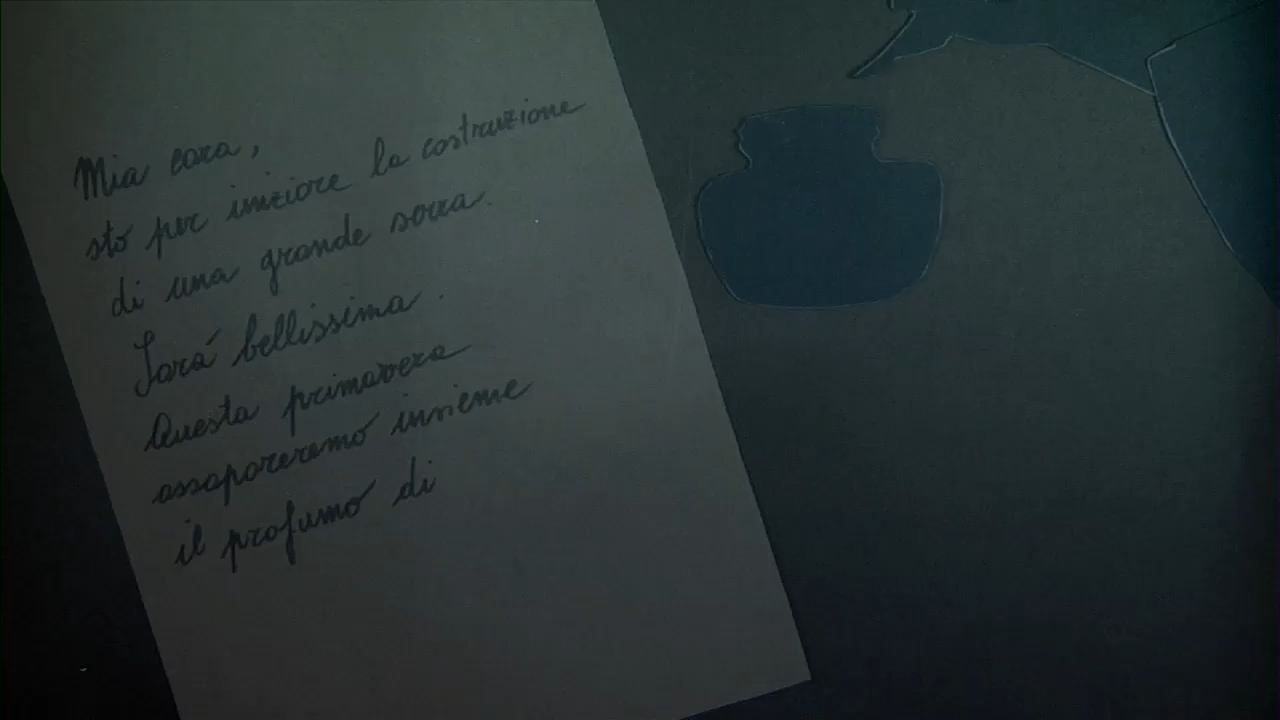 Mia cara,
sto per iniziare la costruzione
di una grande serra.
Sarà bellissima.
Questa primavera
assaporeremo insieme
il profumo di